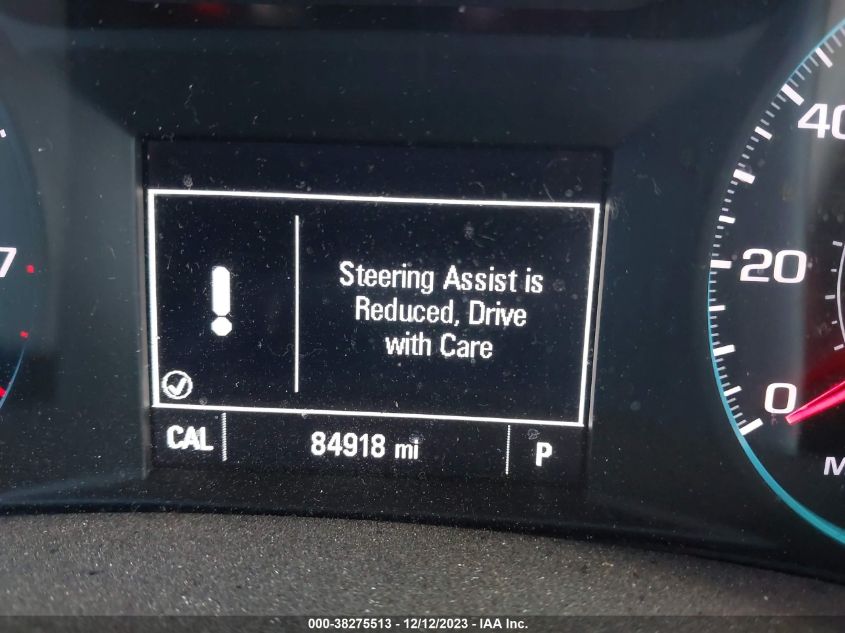 40
7
20
Steering Assist is
Reduced, Drive
with Care
0
CAL 84918 mi P
M
000-38275513 - 12/12/2023 - IAA Inc.